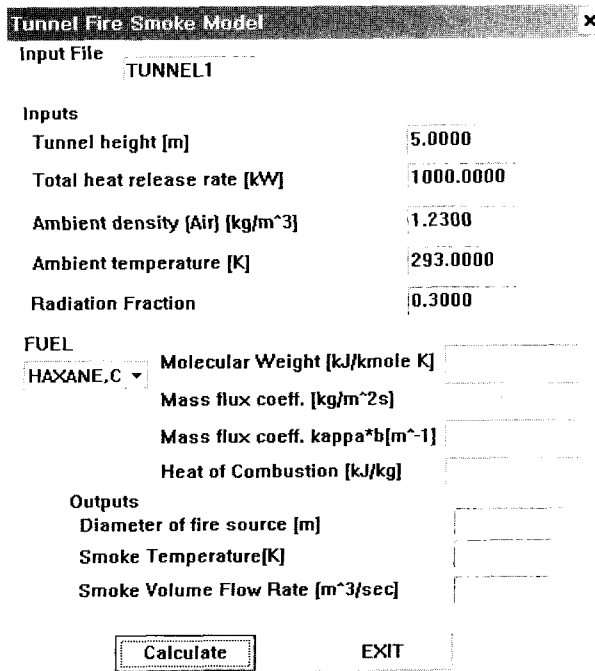 Tunnel Fire Smoke Model x
Input File
TUNNEL1
Inputs
Tunnel height [m] 5.0000
Total heat release rate [kW] 1000.0000
Ambient density (Air) [kg/m^3] 1.2300
Ambient temperature [K] 293.0000
Radiation Fraction 0.3000
FUEL
HAXANE,C
Molecular Weight [kJ/kmole K]
Mass flux coeff. [kg/m^2s]
Mass flux coeff. kappa*b[m^-1]
Heat of Combustion [kJ/kg]
Outputs
Diameter of fire source [m]
Smoke Temperature[K]
Smoke Volume Flow Rate [m^3/sec]
Calculate EXIT